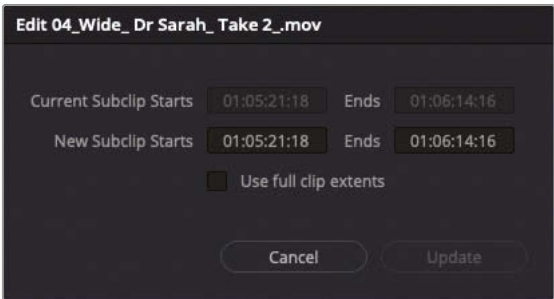 Edit 04_Wide_ Dr Sarah_ Take 2_.mov
Current Subclip Starts 01:05:21:18 Ends 01:06:14:16
New Subclip Starts 01:05:21:18 Ends 01:06:14:16
Use full clip extents
Cancel Update